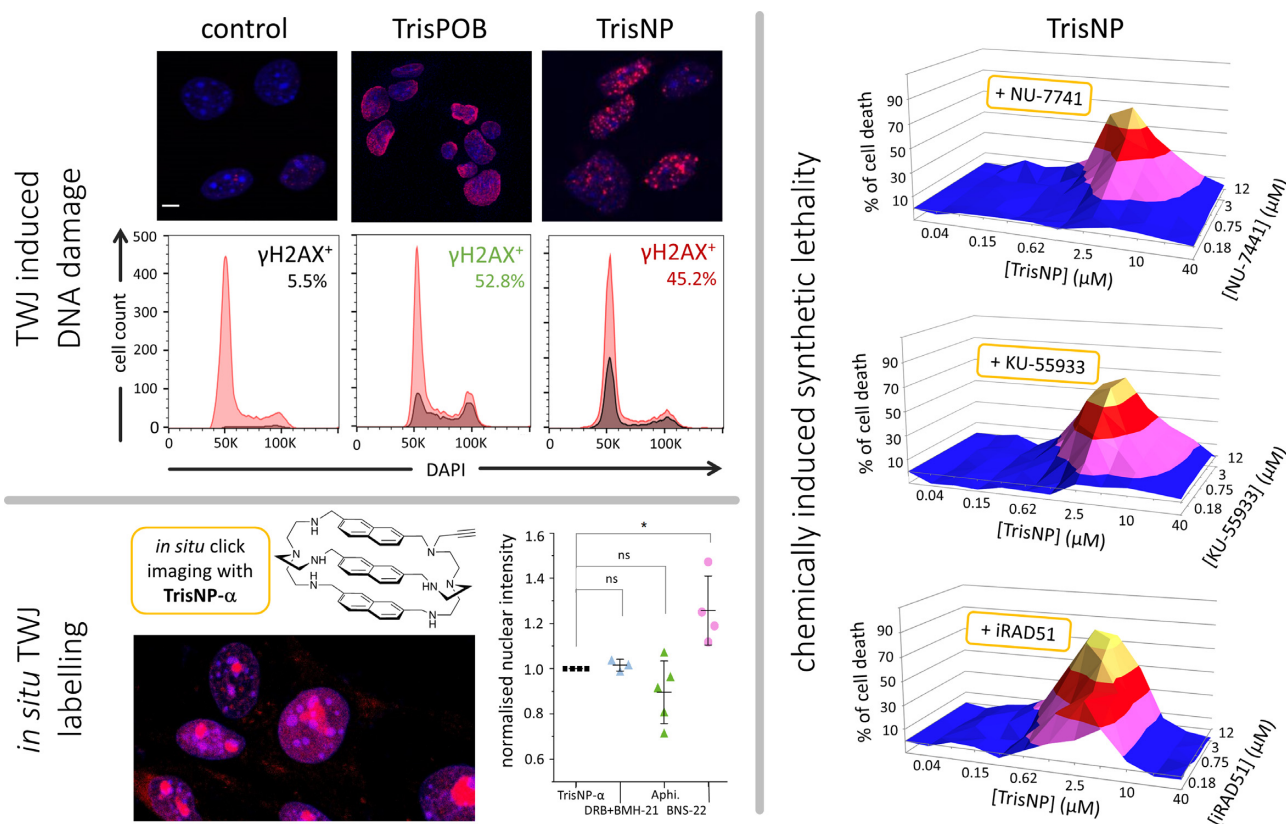 control
TrisPOB
TrisNP
TWJ induced
DNA damage
cell count
500
400
300
200
100
0
γH2AX⁺
5.5%
γH2AX⁺
52.8%
γH2AX⁺
45.2%
0
50K
100K
0
50K
100K
0
50K
100K
DAPI
in situ TWJ
labelling
in situ click
imaging with
TrisNP-α
H
N
N
N
NH
H
N
N
HN
N
H
N
H
normalised nuclear intensity
1.6
1.4
1.2
1.0
0.8
0.6
*
ns
ns
TrisNP-α
Aphi.
DRB+BMH-21
BNS-22
chemically induced synthetic lethality
TrisNP
+ NU-7741
% of cell death
90
70
50
30
10
0.04
0.15
0.62
2.5
10
40
[TrisNP] (µM)
12
3
0.75
0.18
[NU-7441] (µM)
+ KU-55933
% of cell death
90
70
50
30
10
0.04
0.15
0.62
2.5
10
40
[TrisNP] (µM)
12
3
0.75
0.18
[KU-55933] (µM)
+ iRAD51
% of cell death
90
70
50
30
10
0.04
0.15
0.62
2.5
10
40
[TrisNP] (µM)
12
3
0.75
0.18
[iRAD51] (µM)